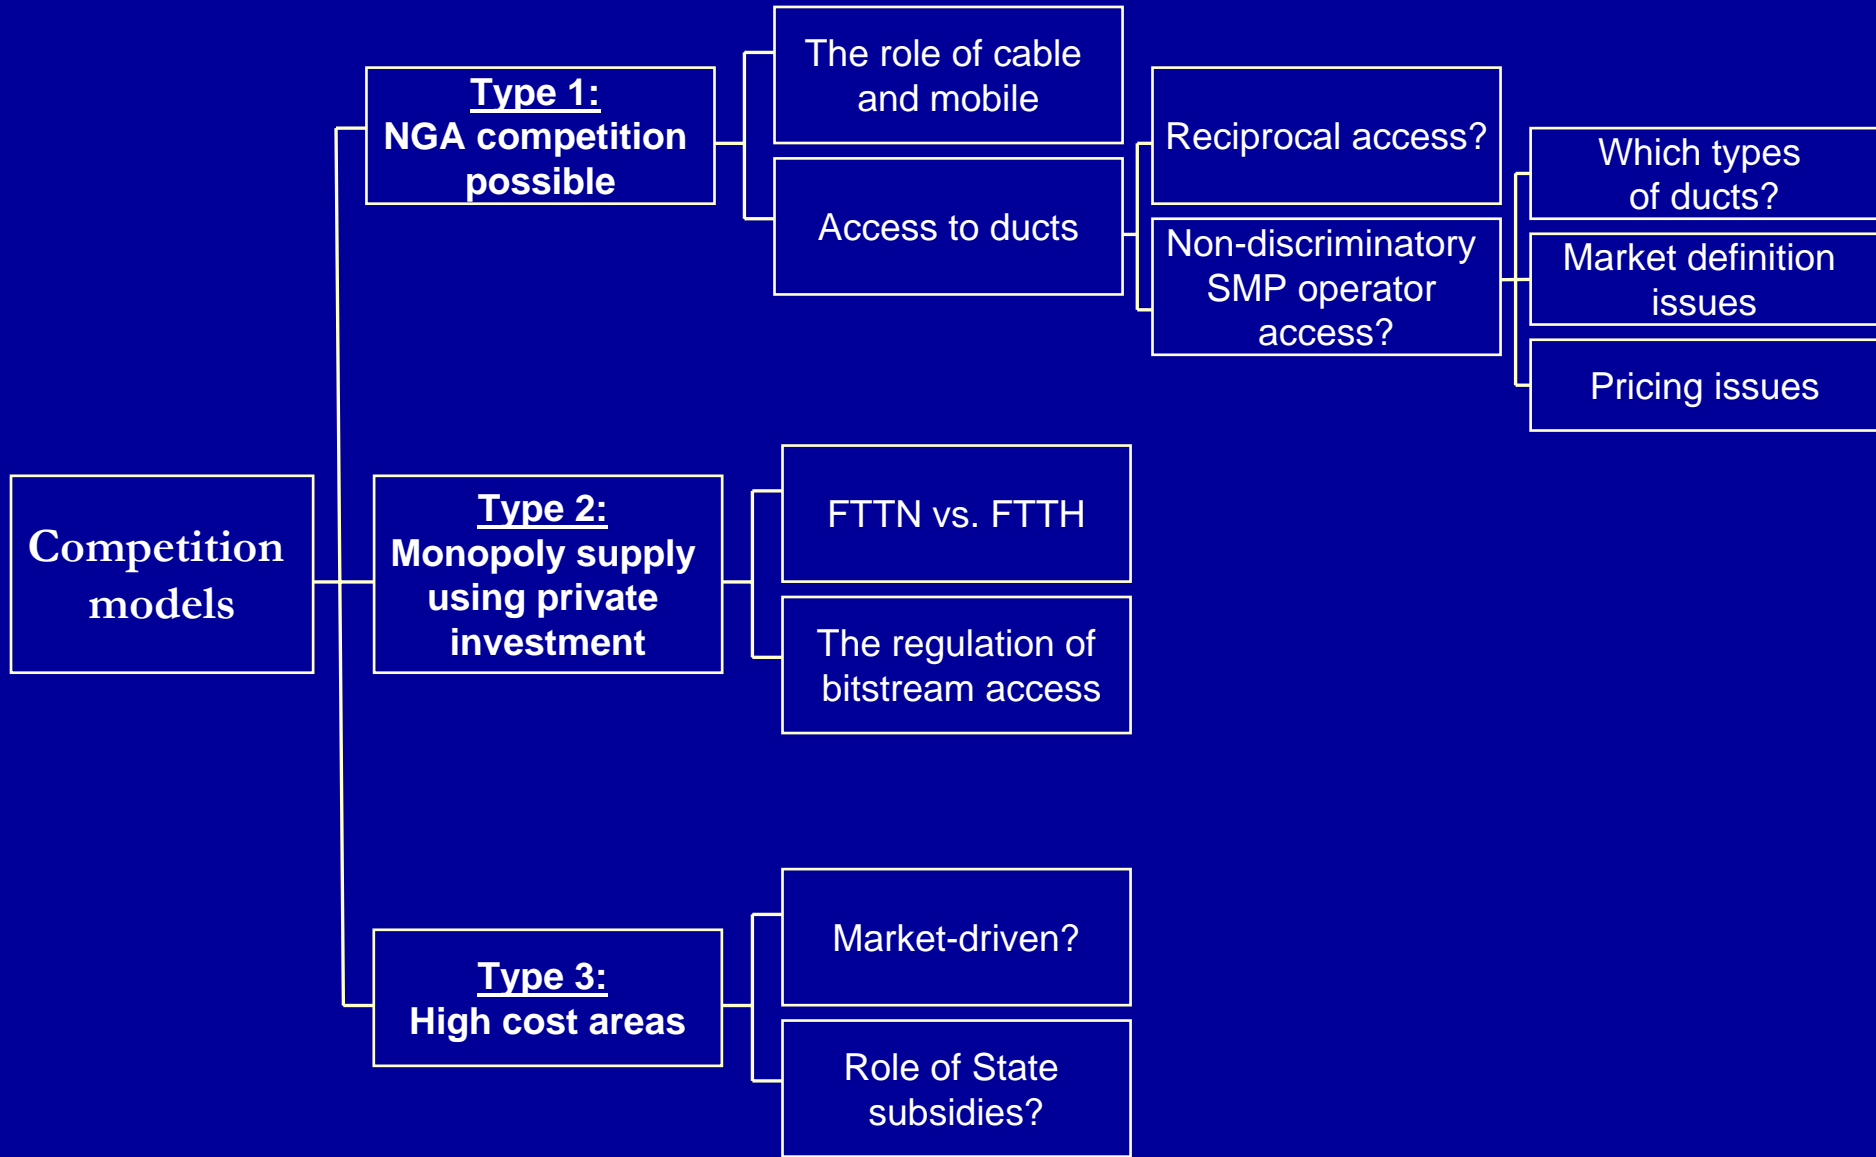 Competition
models
Type 1:
NGA competition
possible
The role of cable
and mobile
Access to ducts
Reciprocal access?
Non-discriminatory
SMP operator
access?
Which types
of ducts?
Market definition
issues
Pricing issues
Type 2:
Monopoly supply
using private
investment
FTTN vs. FTTH
The regulation of
bitstream access
Type 3:
High cost areas
Market-driven?
Role of State
subsidies?